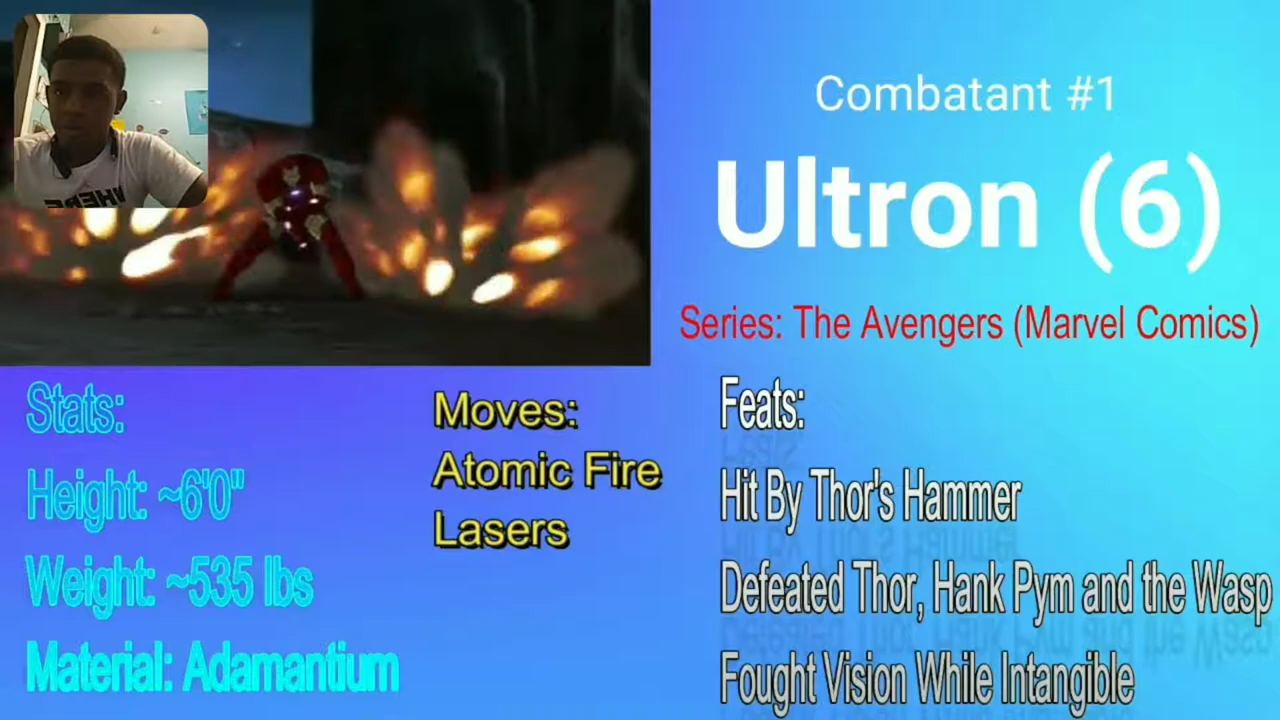 Combatant #1
Ultron (6)
Series: The Avengers (Marvel Comics)
Stats:
Height: ~6'0"
Weight: ~535 lbs
Material: Adamantium
Moves:
Atomic Fire
Lasers
Feats:
Hit By Thor's Hammer
Defeated Thor, Hank Pym and the Wasp
Fought Vision While Intangible